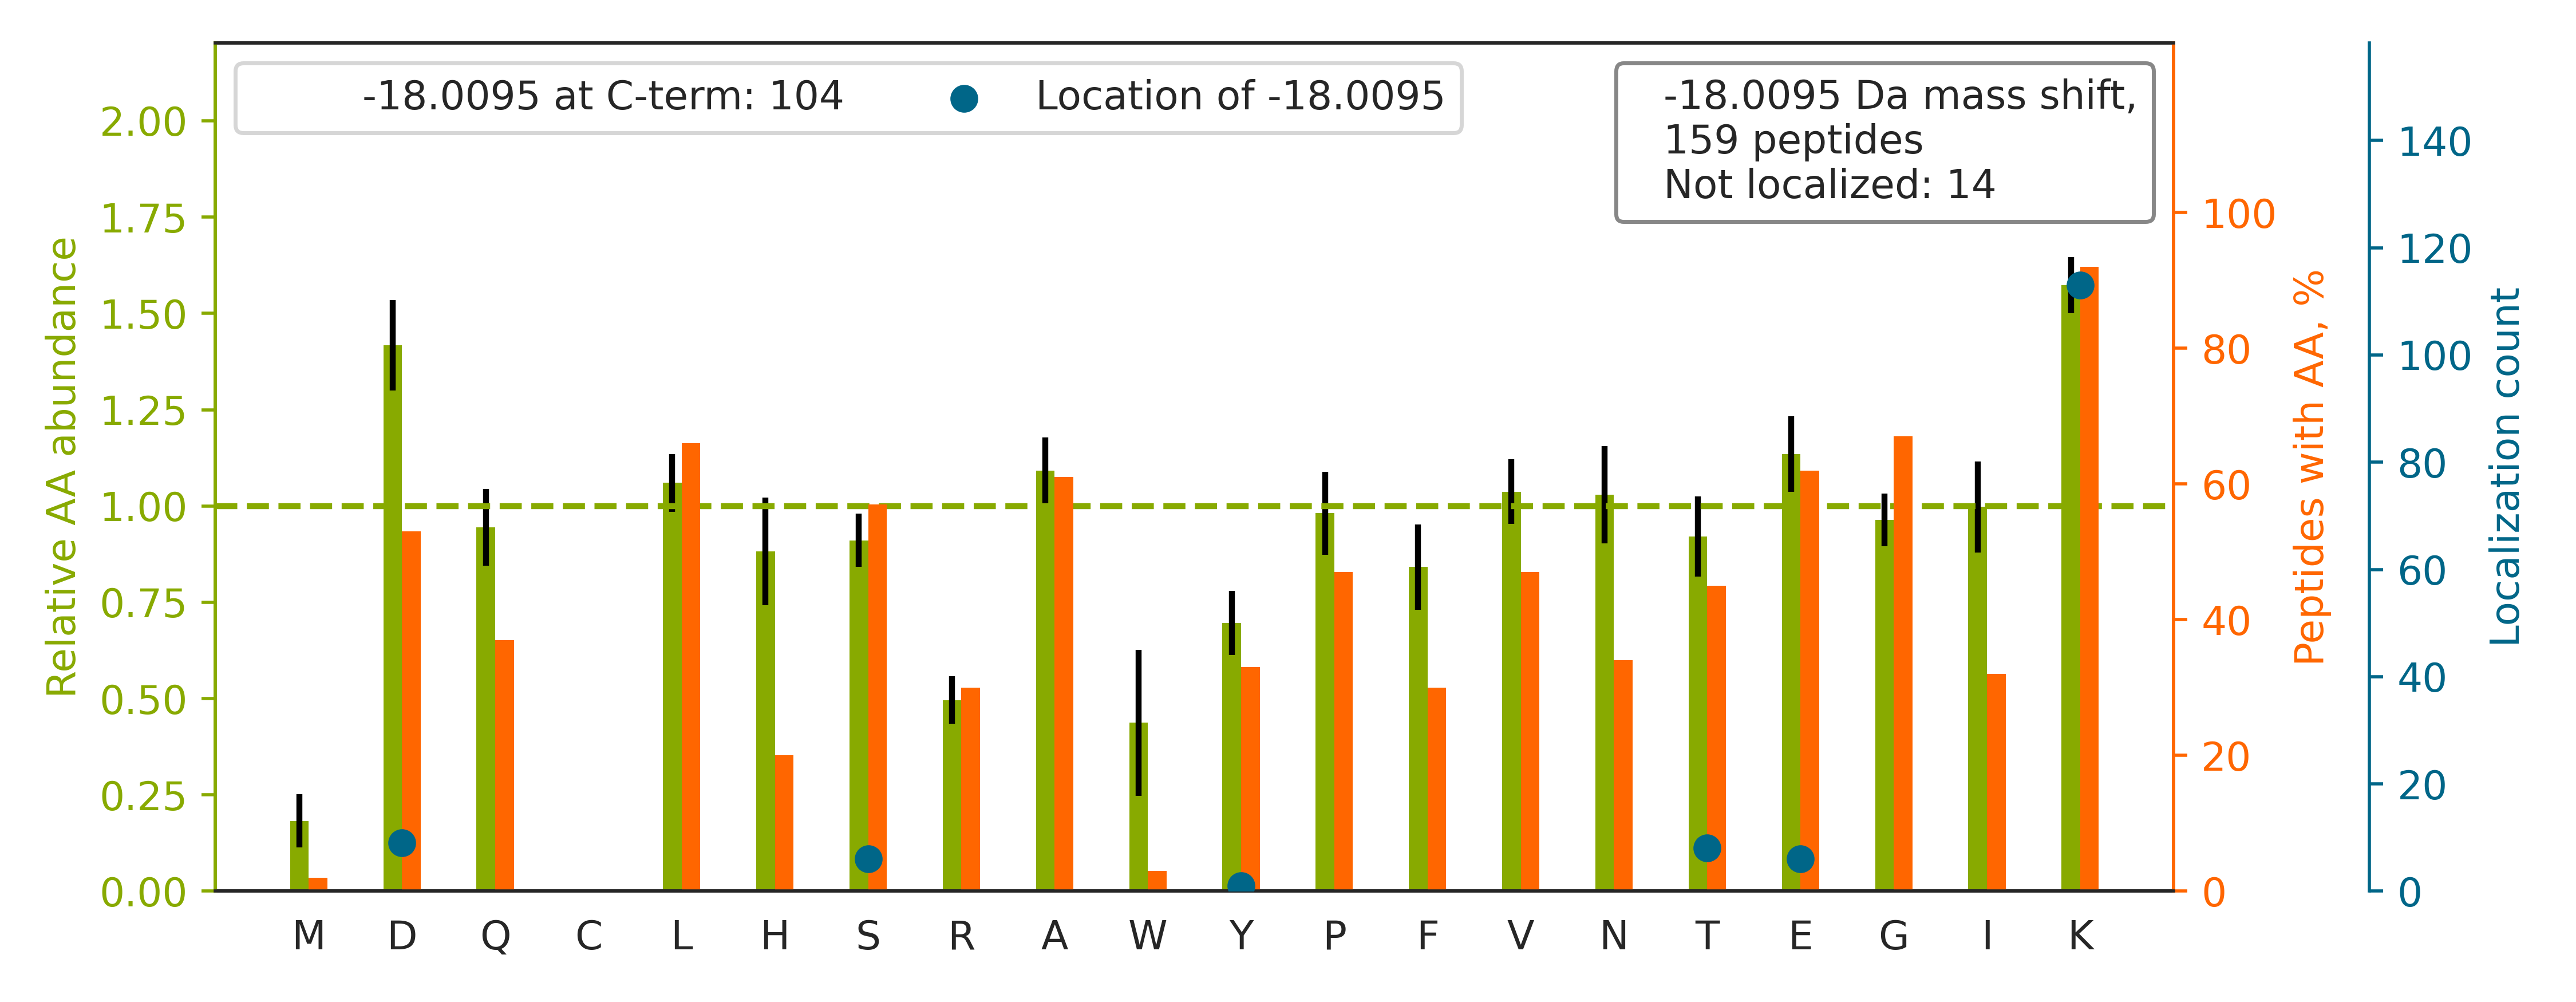 -18.0095 at C-term: 104
Location of -18.0095
-18.0095 Da mass shift,
159 peptides
Not localized: 14
Relative AA abundance
2.00
1.75
1.50
1.25
1.00
0.75
0.50
0.25
0.00
M D Q C L H S R A W Y P F V N T E G I K
100
80
60
40
20
0
Peptides with AA, %
140
120
100
80
60
40
20
0
Localization count